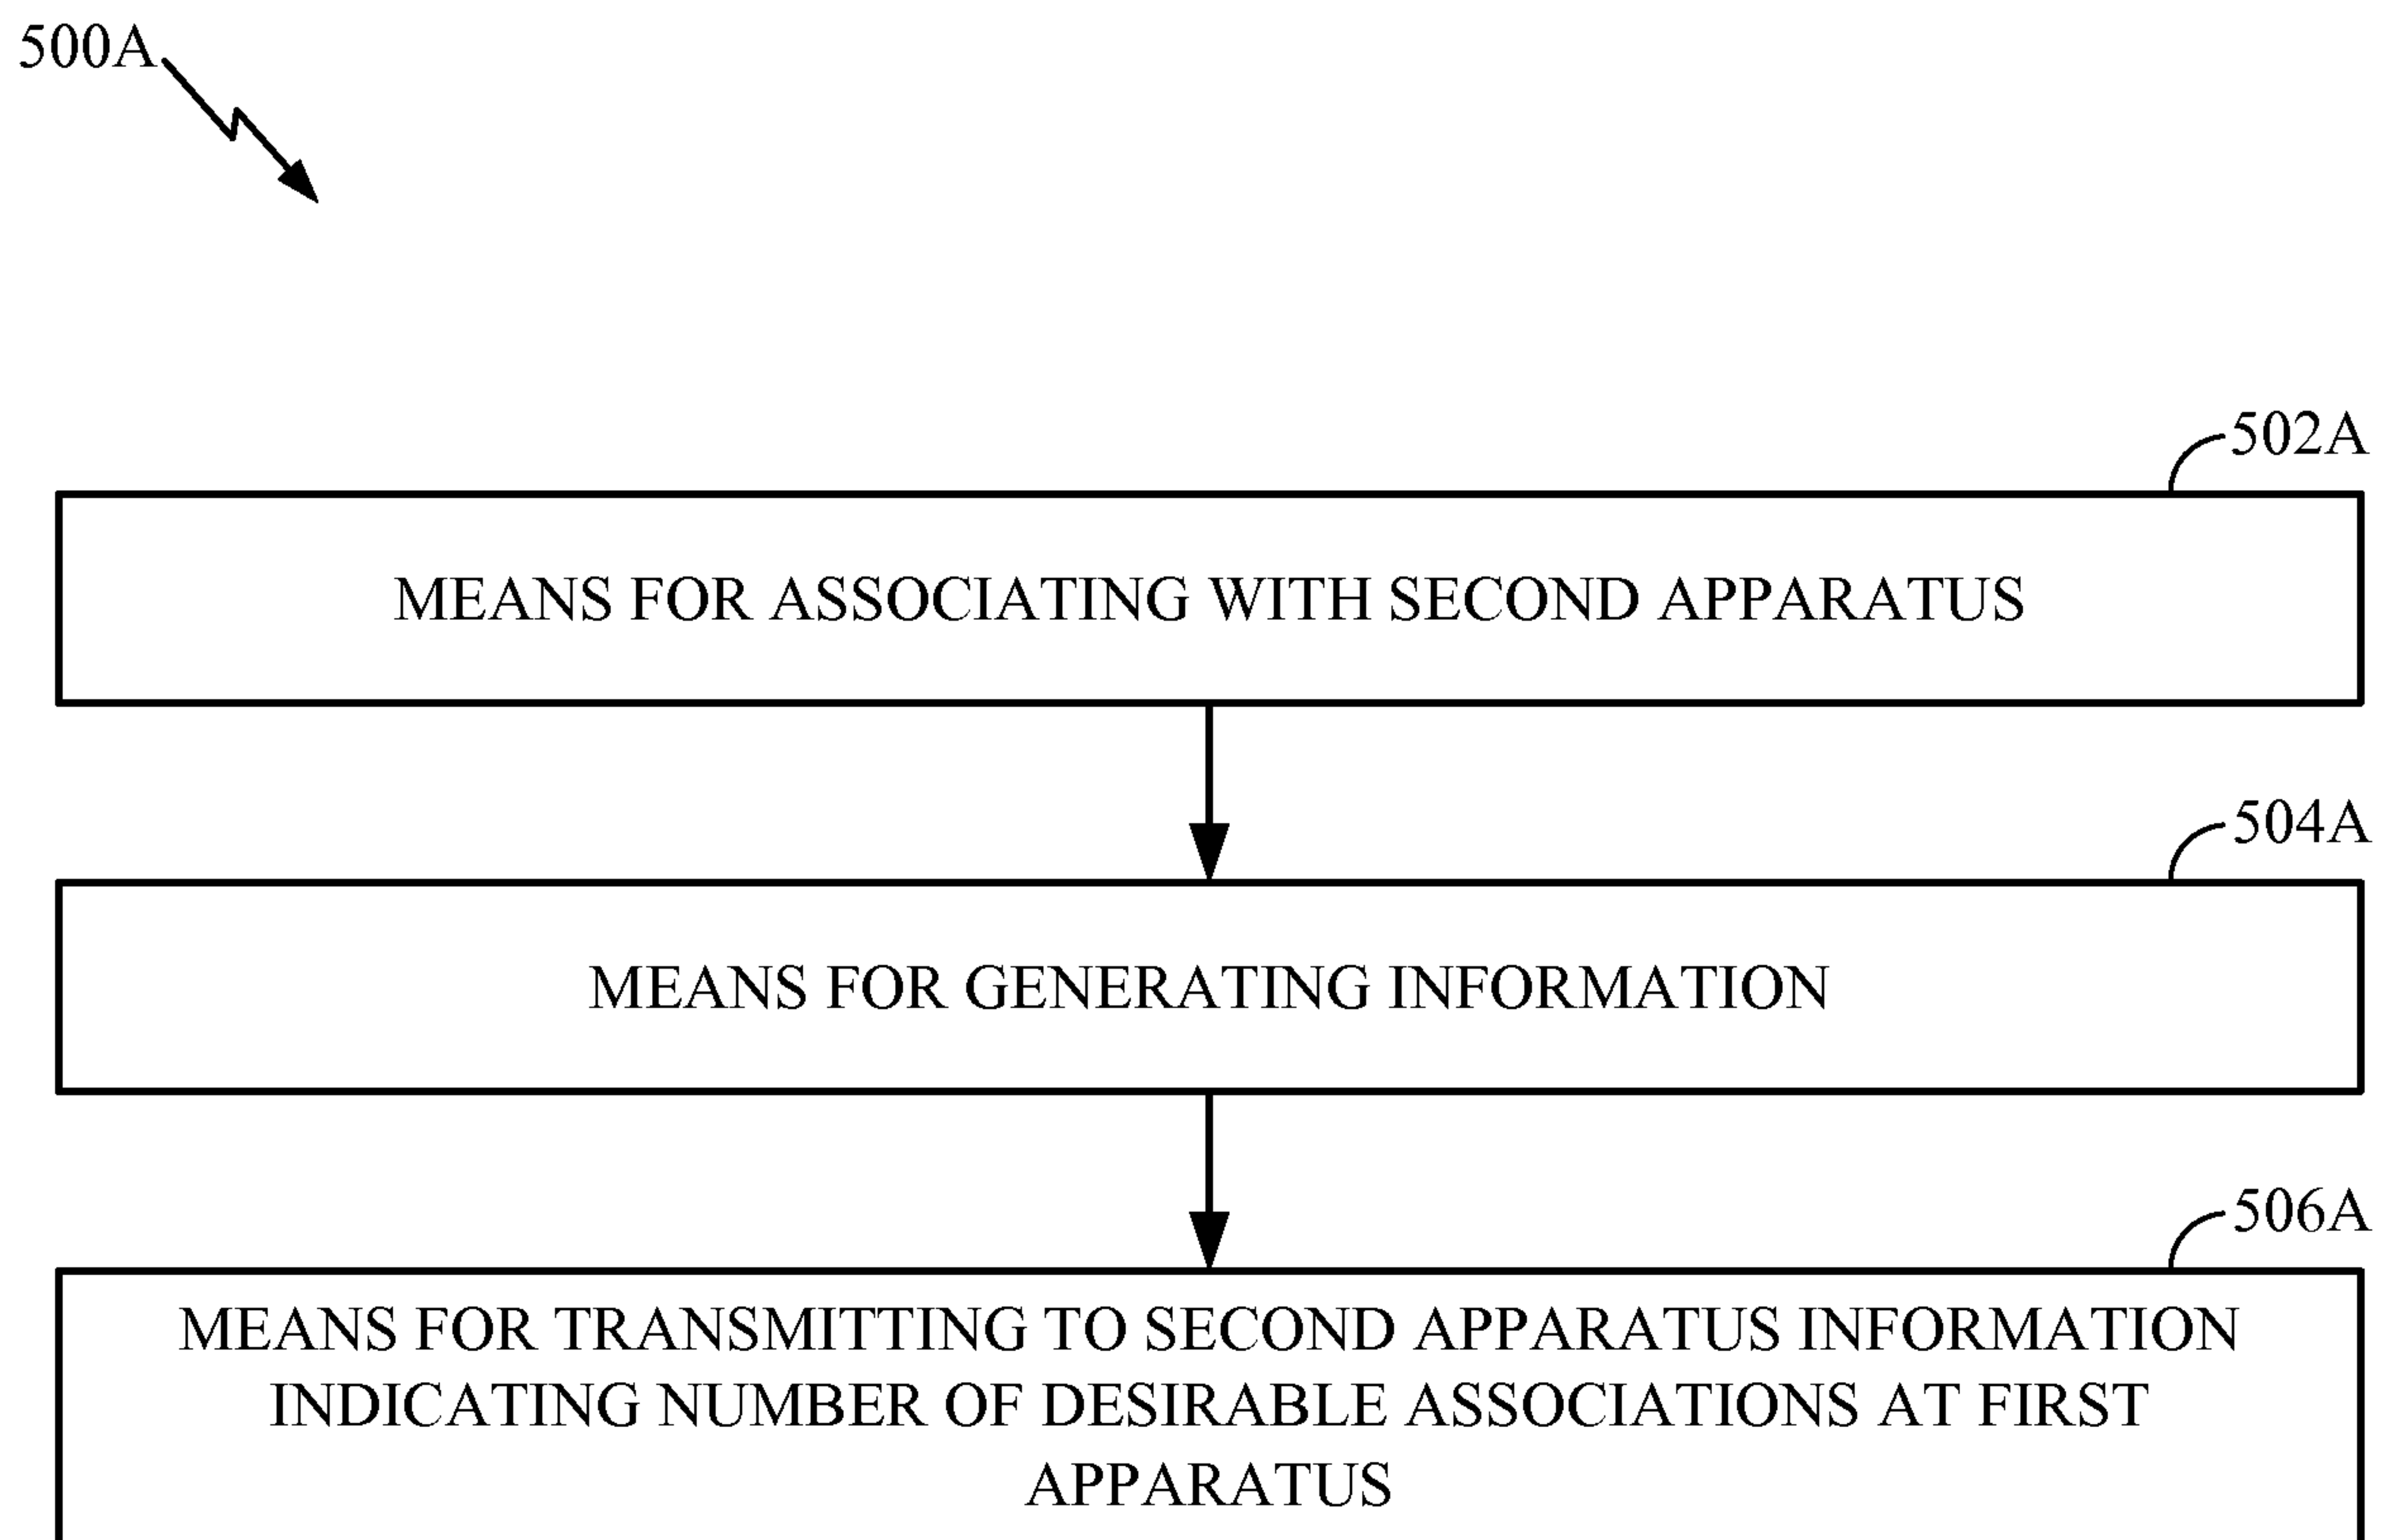 500A
502A
MEANS FOR ASSOCIATING WITH SECOND APPARATUS
504A
MEANS FOR GENERATING INFORMATION
506A
MEANS FOR TRANSMITTING TO SECOND APPARATUS INFORMATION
INDICATING NUMBER OF DESIRABLE ASSOCIATIONS AT FIRST
APPARATUS